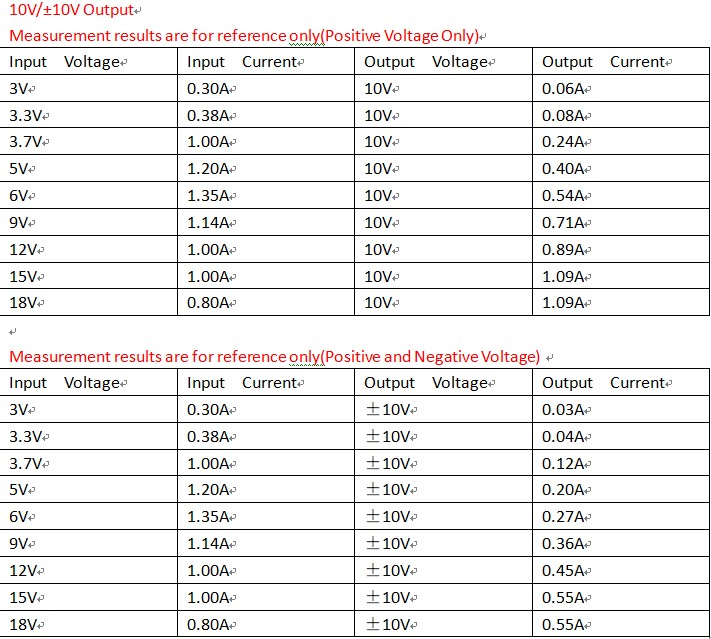 10V/±10V Output
Measurement results are for reference only(Positive Voltage Only)
Input Voltage Input Current Output Voltage Output Current
3V 0.30A 10V 0.06A
3.3V 0.38A 10V 0.08A
3.7V 1.00A 10V 0.24A
5V 1.20A 10V 0.40A
6V 1.35A 10V 0.54A
9V 1.14A 10V 0.71A
12V 1.00A 10V 0.89A
15V 1.00A 10V 1.09A
18V 0.80A 10V 1.09A
Measurement results are for reference only(Positive and Negative Voltage)
Input Voltage Input Current Output Voltage Output Current
3V 0.30A ±10V 0.03A
3.3V 0.38A ±10V 0.04A
3.7V 1.00A ±10V 0.12A
5V 1.20A ±10V 0.20A
6V 1.35A ±10V 0.27A
9V 1.14A ±10V 0.36A
12V 1.00A ±10V 0.45A
15V 1.00A ±10V 0.55A
18V 0.80A ±10V 0.55A